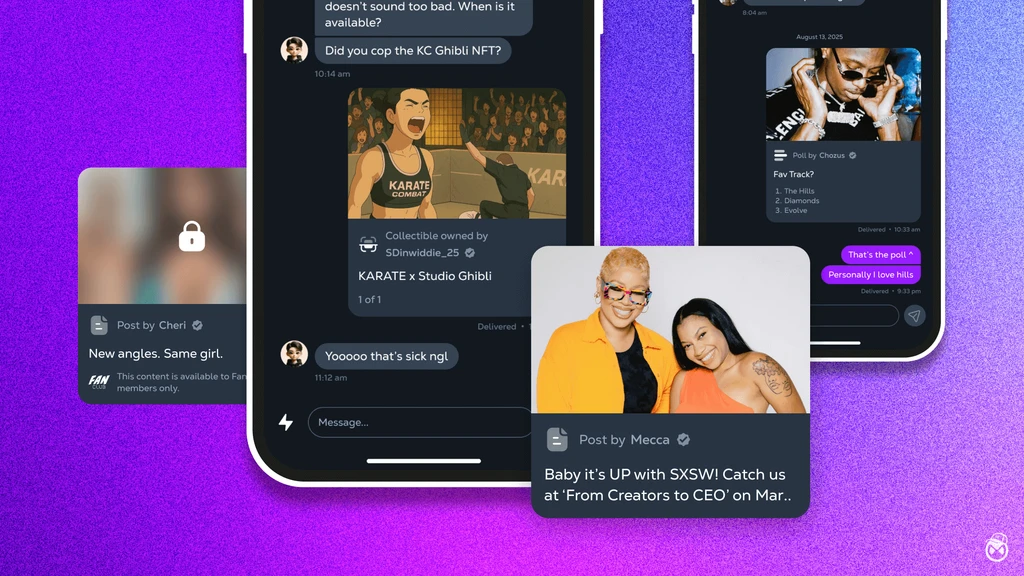 Post by Cheri
New angles. Same girl.
FAN
CLUB
This content is available to Fan
members only.
doesn't sound too bad. When is it
available?
Did you cop the KC Ghibli NFT?
10:14 am
KARATE
COMBAT
KAR
Collectible owned by
SDinwiddie_25
KARATE x Studio Ghibli
1 of 1
Delivered • 1
Yooooo that's sick ngl
11:12 am
Message...
Post by Mecca
Baby it's UP with SXSW! Catch us
at 'From Creators to CEO' on Mar..
8:04 am
August 13, 2025
Poll by Chozus
Fav Track?
1. The Hills
2. Diamonds
3. Evolve
Delivered • 10:33 am
That's the poll ^
Personally I love hills
Delivered • 9:33 pm